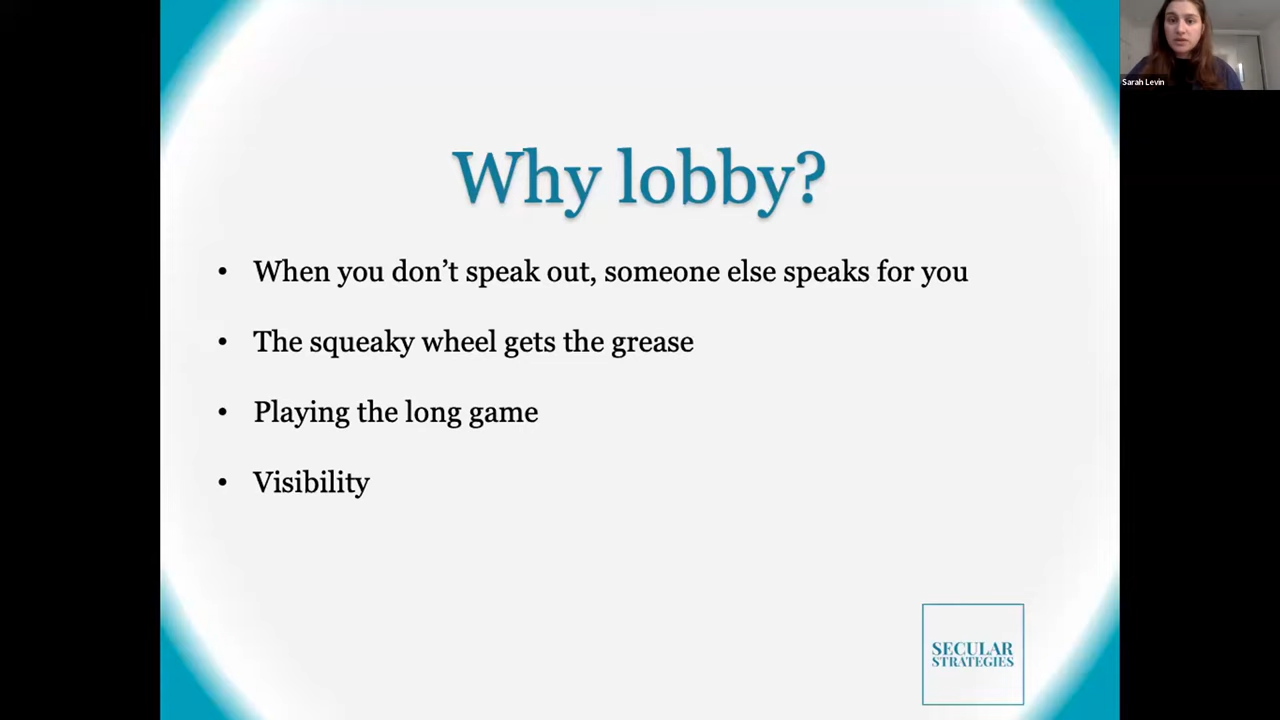 Sarah Levin
Why lobby?
• When you don’t speak out, someone else speaks for you
• The squeaky wheel gets the grease
• Playing the long game
• Visibility
SECULAR
STRATEGIES